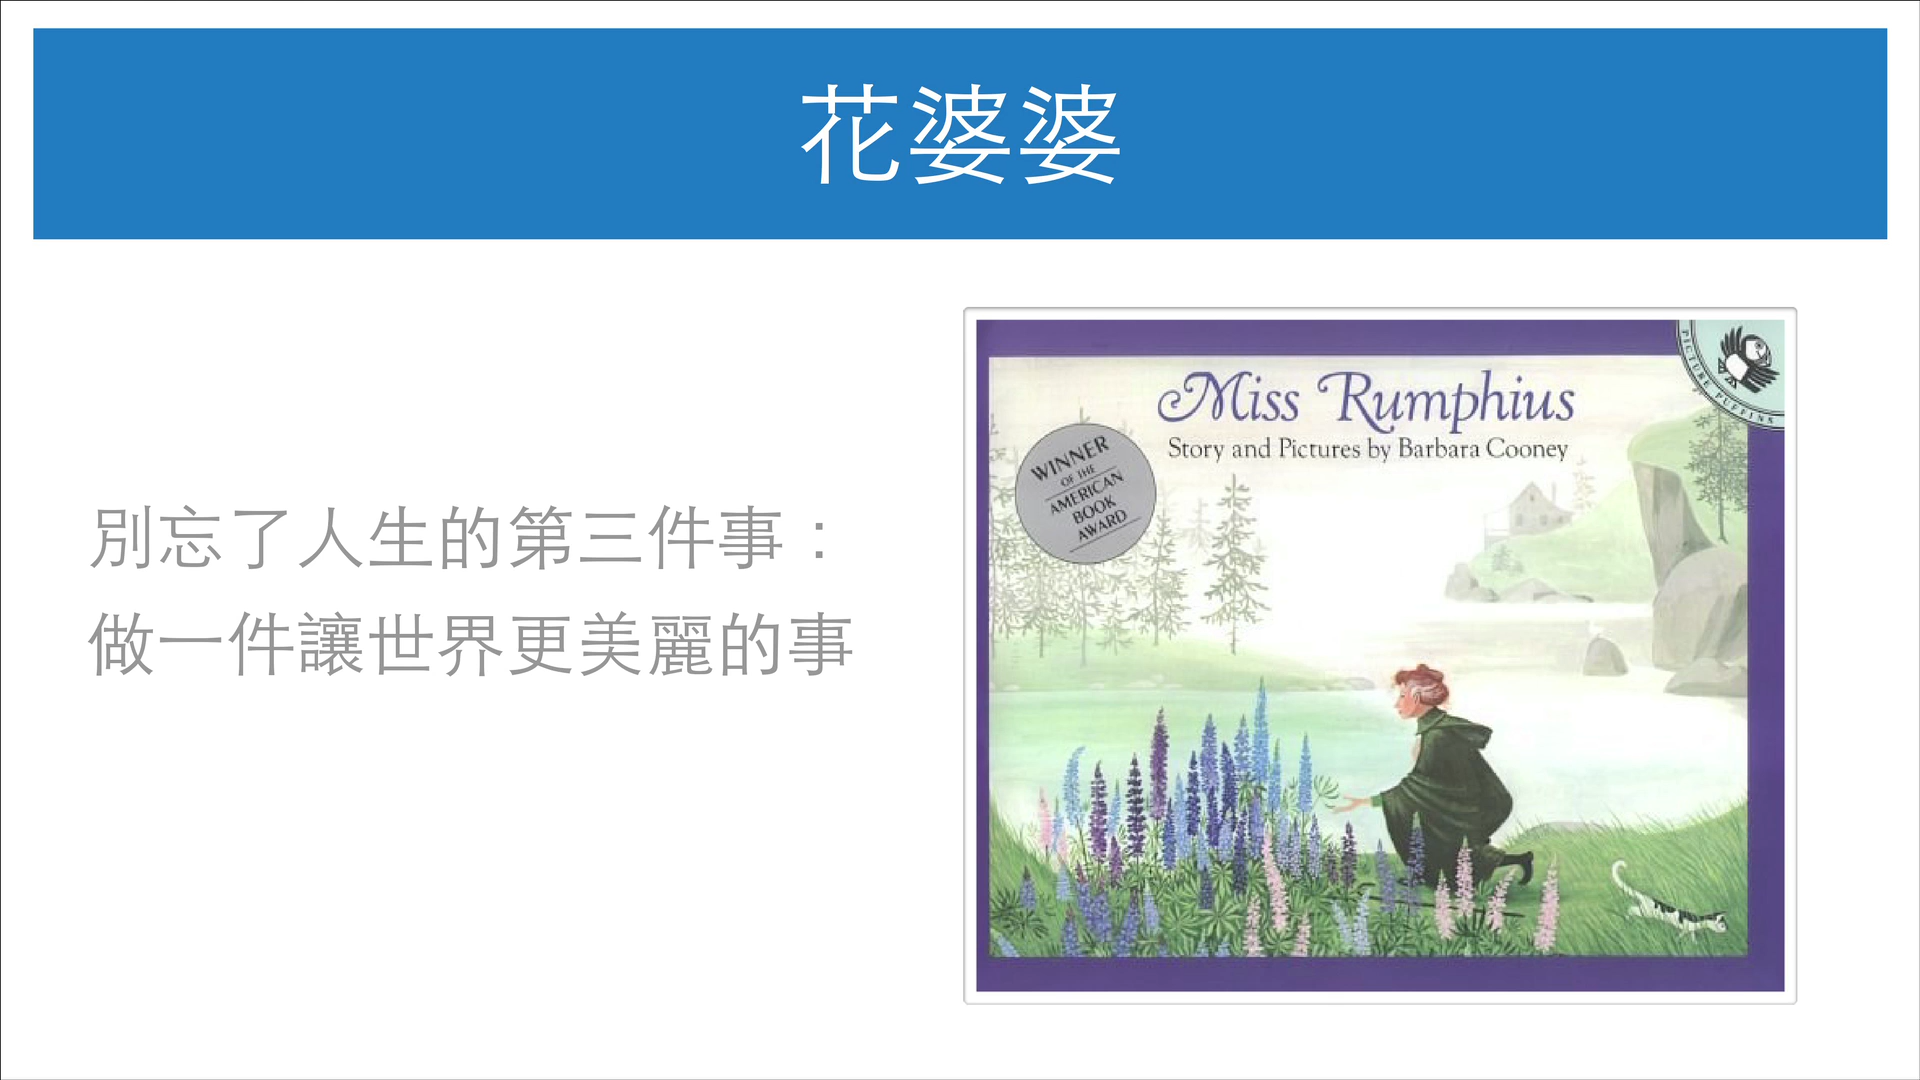 花婆婆
別忘了人生的第三件事：
做一件讓世界更美麗的事
Miss Rumphius
Story and Pictures by Barbara Cooney
WINNER
OF THE
AMERICAN
BOOK
AWARD
PICTURE PUFFINS